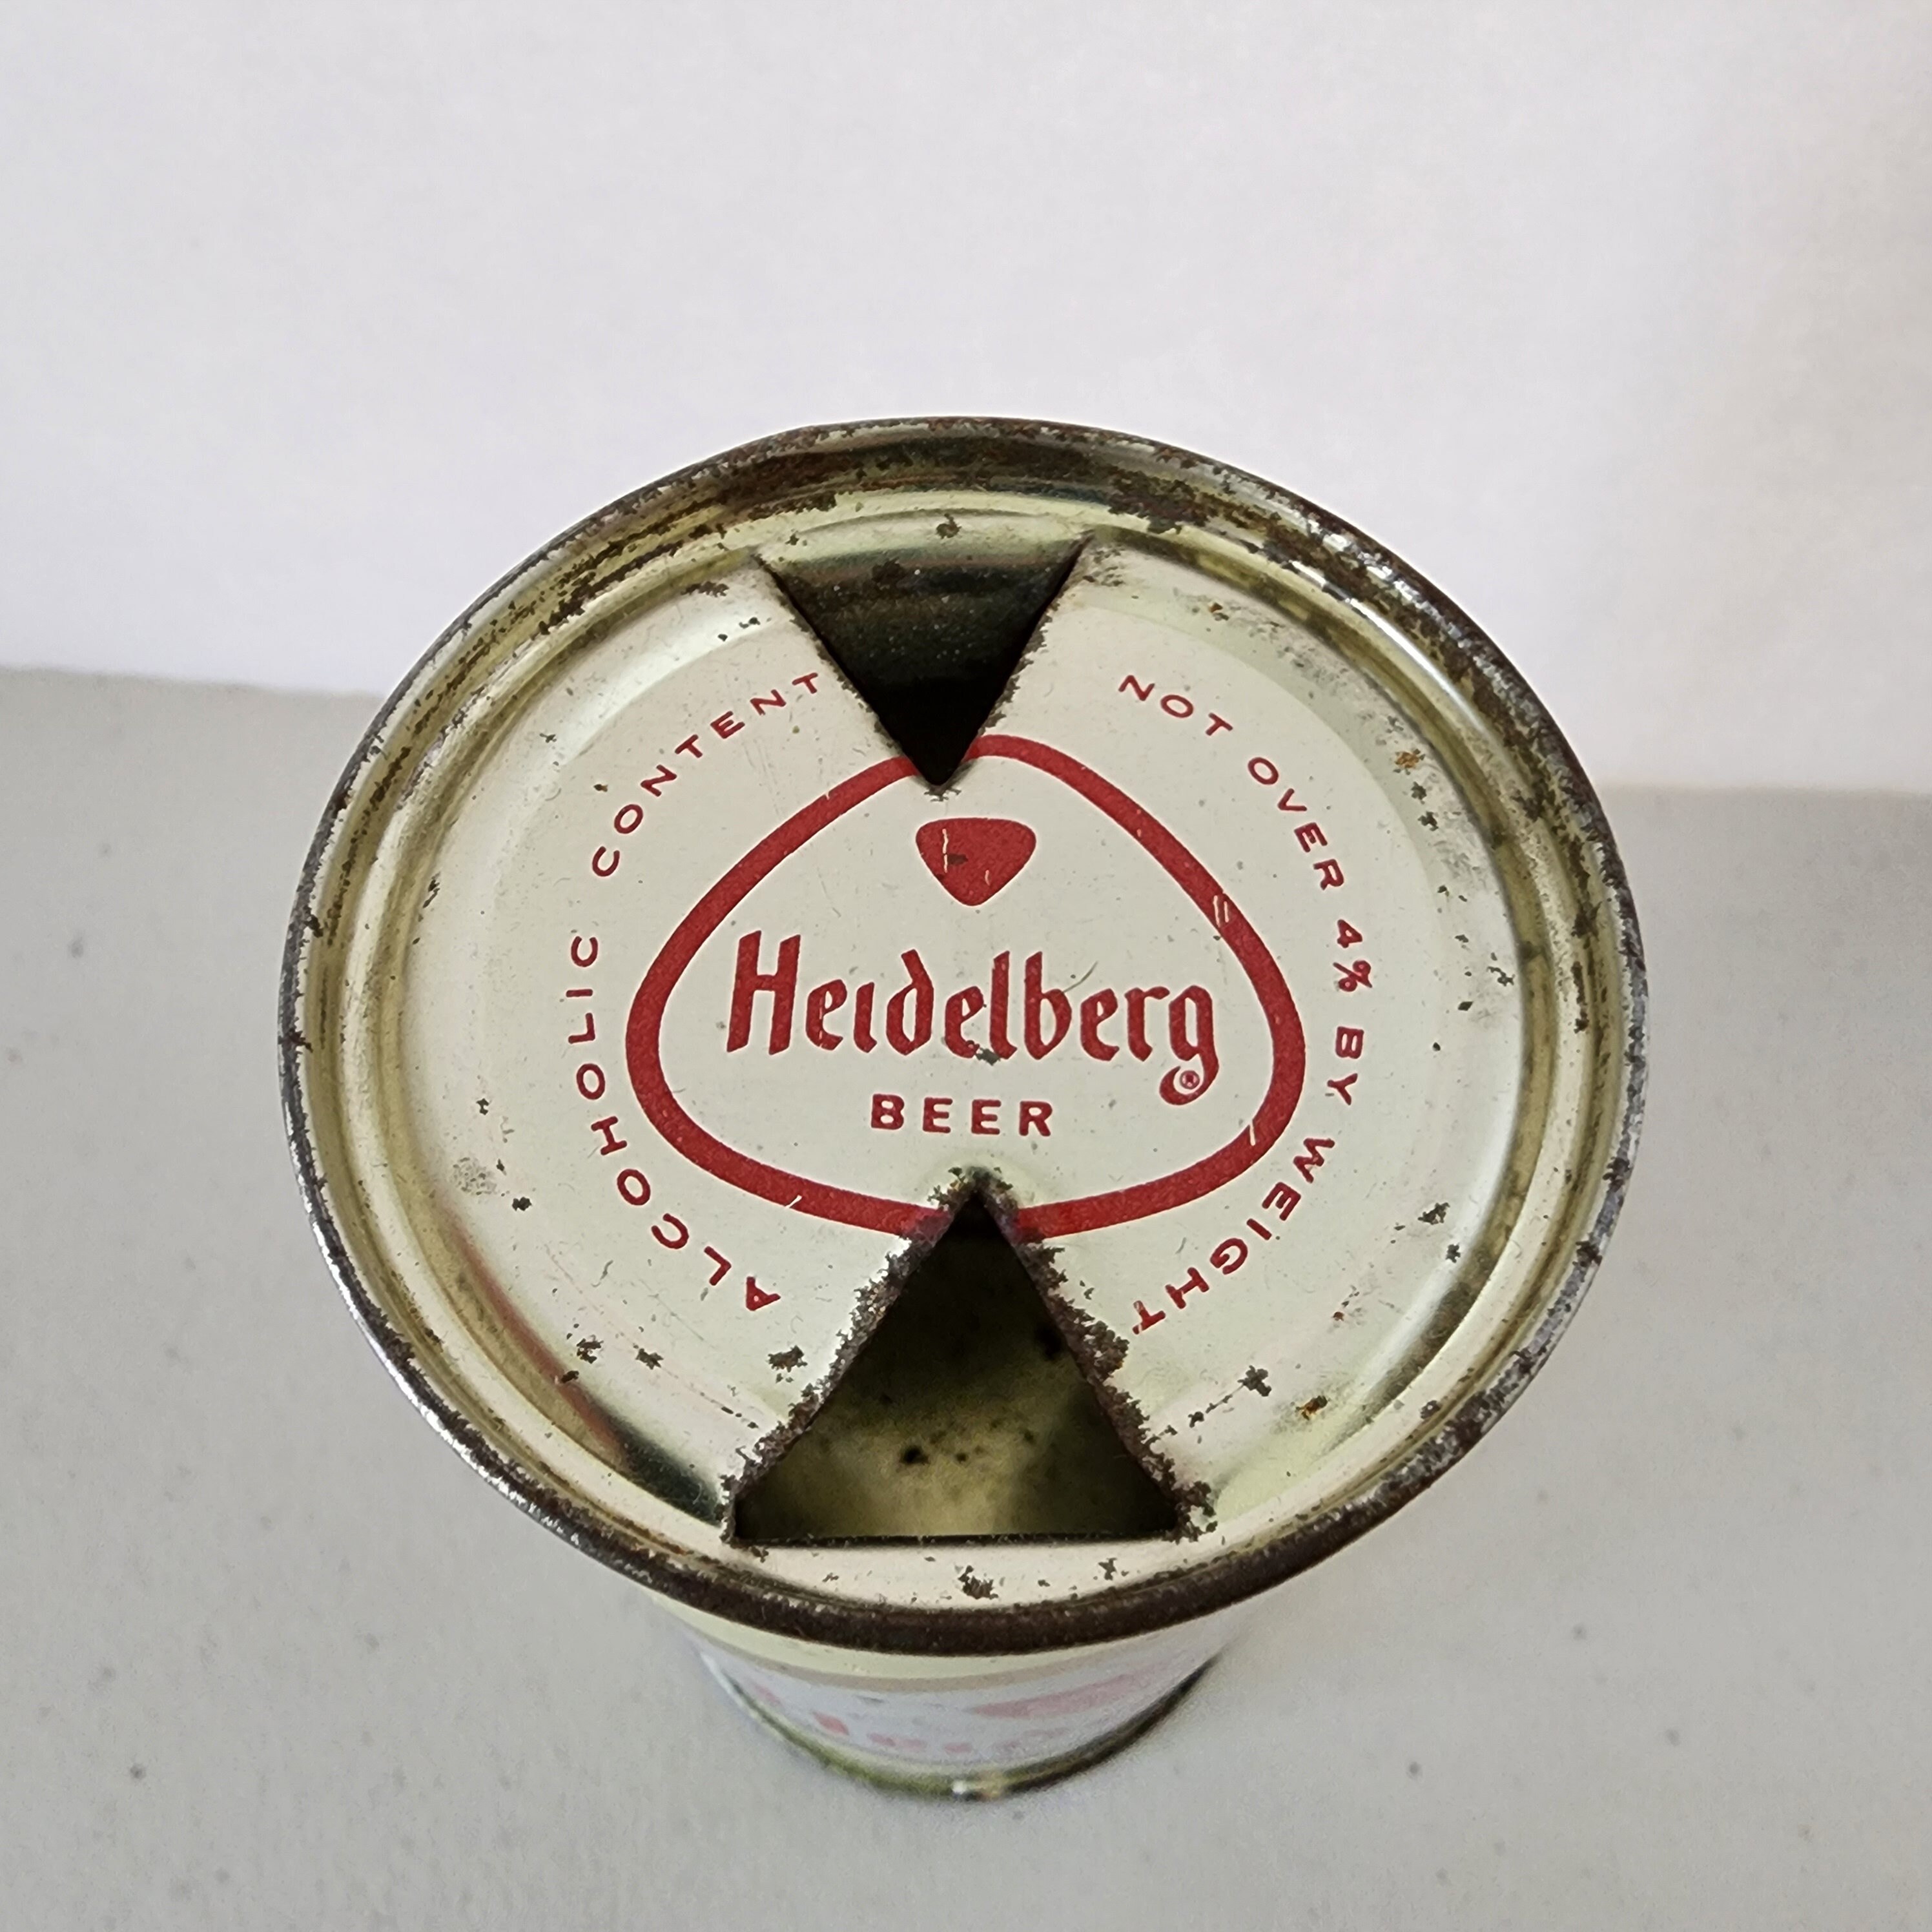 ALCOHOLIC CONTENT NOT OVER 4% BY WEIGHT
Heidelberg®
BEER